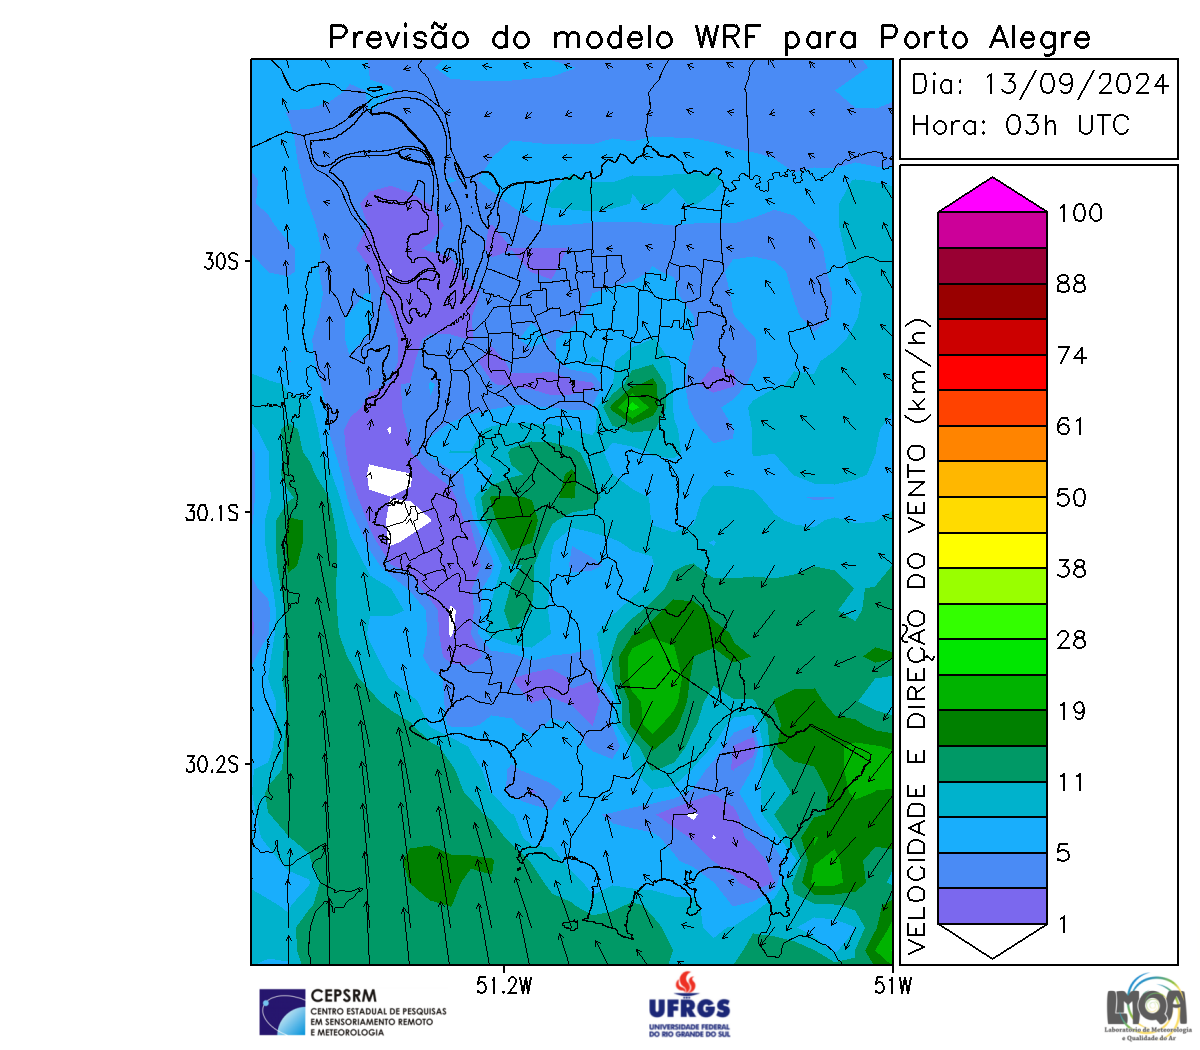 Previsão do modelo WRF para Porto Alegre
Dia: 13/09/2024
Hora: 03h UTC
30S
30.1S
30.2S
51.2W
51W
VELOCIDADE E DIREÇÃO DO VENTO (km/h)
100
88
74
61
50
38
28
19
11
5
1
CEPSRM
CENTRO ESTADUAL DE PESQUISAS
EM SENSORIAMENTO REMOTO
E METEOROLOGIA
UFRGS
UNIVERSIDADE FEDERAL
DO RIO GRANDE DO SUL
LMQA
Laboratório de Meteorologia
e Qualidade do Ar